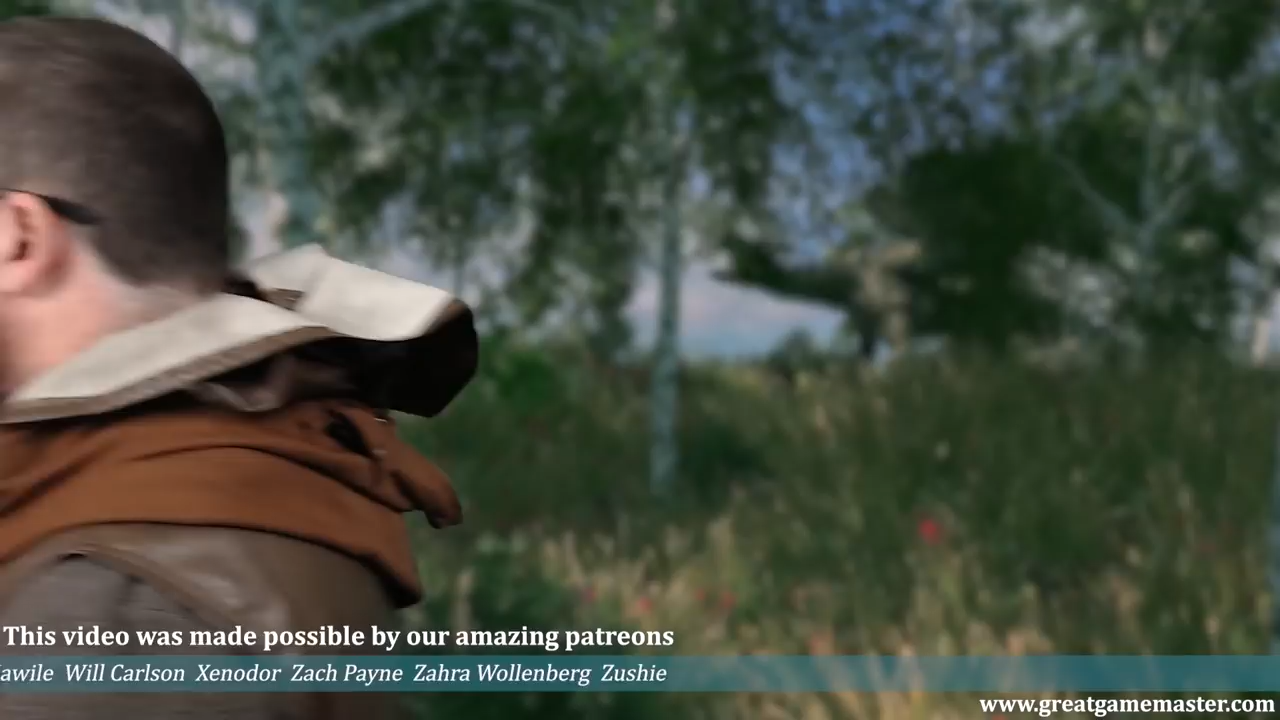 This video was made possible by our amazing patreons
awile Will Carlson Xenodor Zach Payne Zahra Wollenberg Zushie
www.greatgamemaster.com